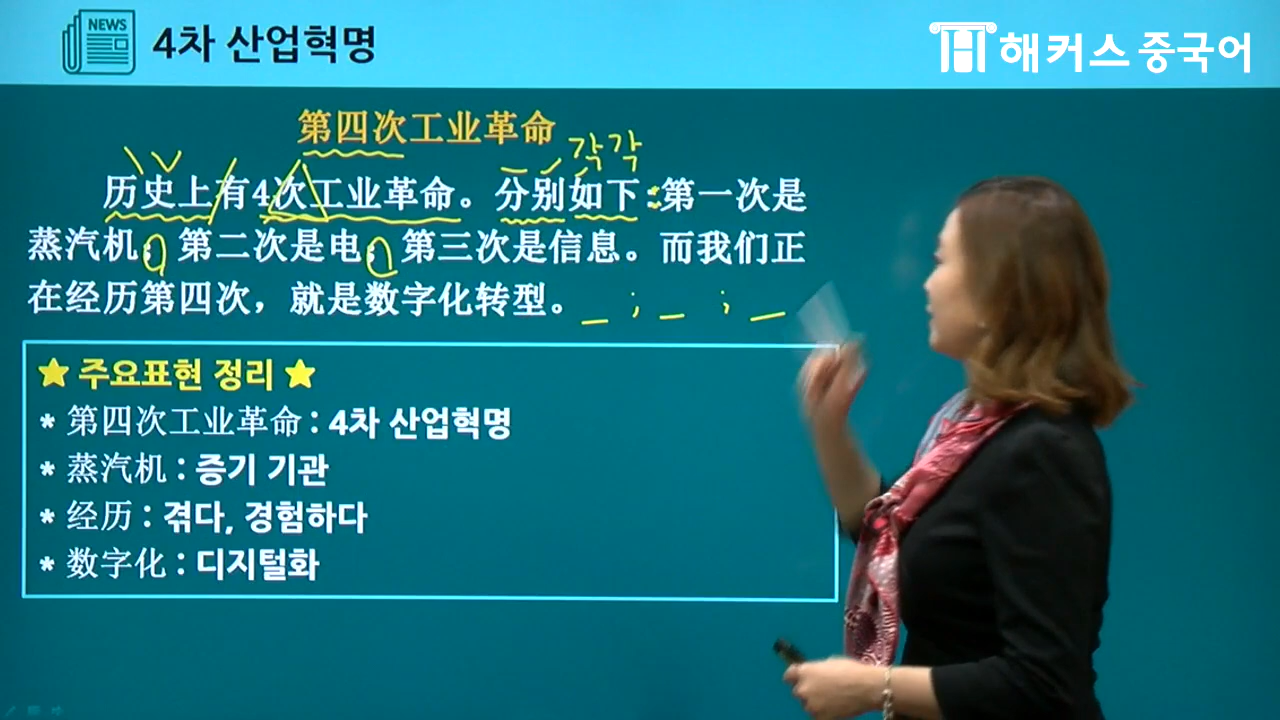 NEWS
4차 산업혁명
해커스 중국어
第四次工业革命
각각
历史上有4次工业革命。分别如下:第一次是
蒸汽机; 第二次是电; 第三次是信息。而我们正
在经历第四次，就是数字化转型。
— ; — ; —
★ 주요표현 정리 ★
* 第四次工业革命 : 4차 산업혁명
* 蒸汽机 : 증기 기관
* 经历 : 겪다, 경험하다
* 数字化 : 디지털화